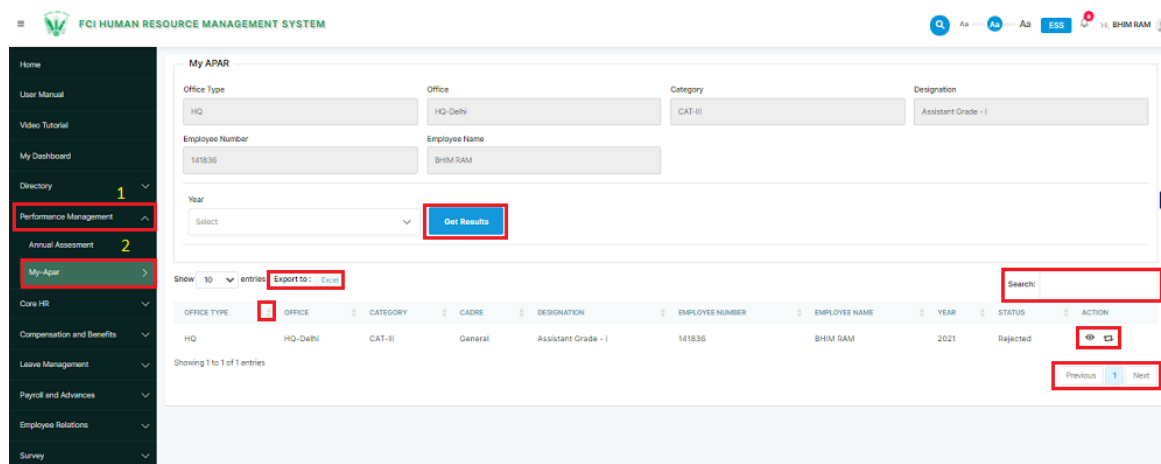 FCI HUMAN RESOURCE MANAGEMENT SYSTEM
Aa Aa Aa ESS Hi, BHIM RAM
Home
User Manual
Video Tutorial
My Dashboard
Directory
1
Performance Management
Annual Assesment
2
My-Apar
Core HR
Compensation and Benefits
Leave Management
Payroll and Advances
Employee Relations
Survey
My APAR
Office Type Office Category Designation
HQ HQ-Delhi CAT-III Assistant Grade - I
Employee Number Employee Name
141836 BHIM RAM
Year
Select Get Results
Show 10 entries Export to : Excel Search:
OFFICE TYPE OFFICE CATEGORY CADRE DESIGNATION EMPLOYEE NUMBER EMPLOYEE NAME YEAR STATUS ACTION
HQ HQ-Delhi CAT-III General Assistant Grade - I 141836 BHIM RAM 2021 Rejected
Showing 1 to 1 of 1 entries
Previous 1 Next